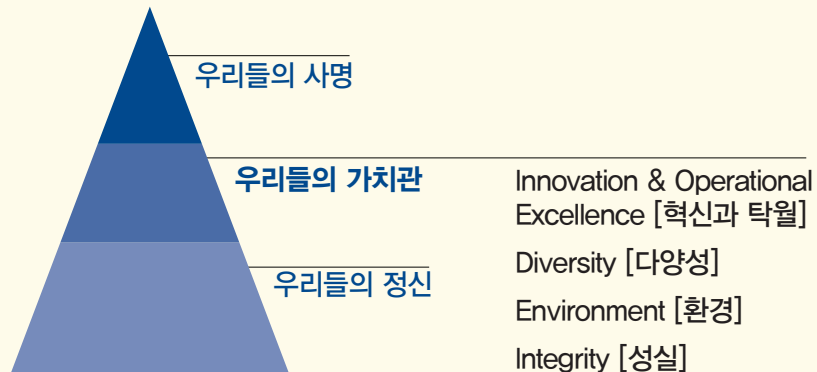 우리들의 사명
우리들의 가치관
Innovation & Operational
Excellence [혁신과 탁월]
Diversity [다양성]
우리들의 정신
Environment [환경]
Integrity [성실]